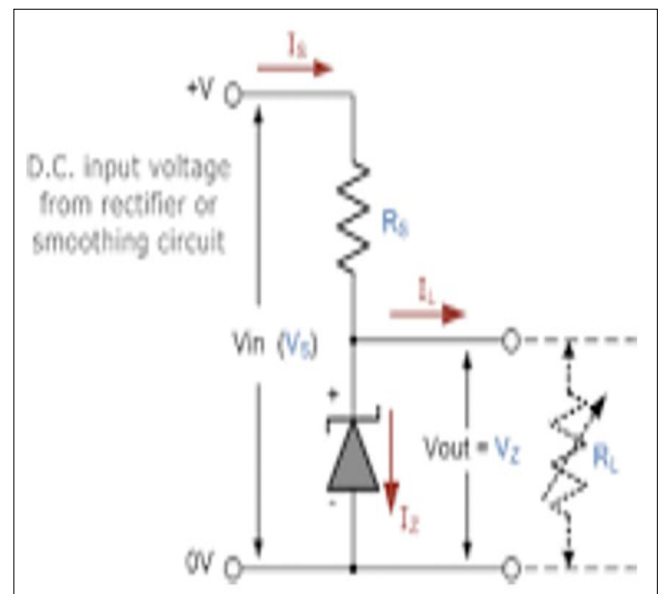 Is
+V
D.C. input voltage
from rectifier or
smoothing circuit
Rs
IL
Vin (Vs)
+
Vout = Vz
RL
-
Iz
0V